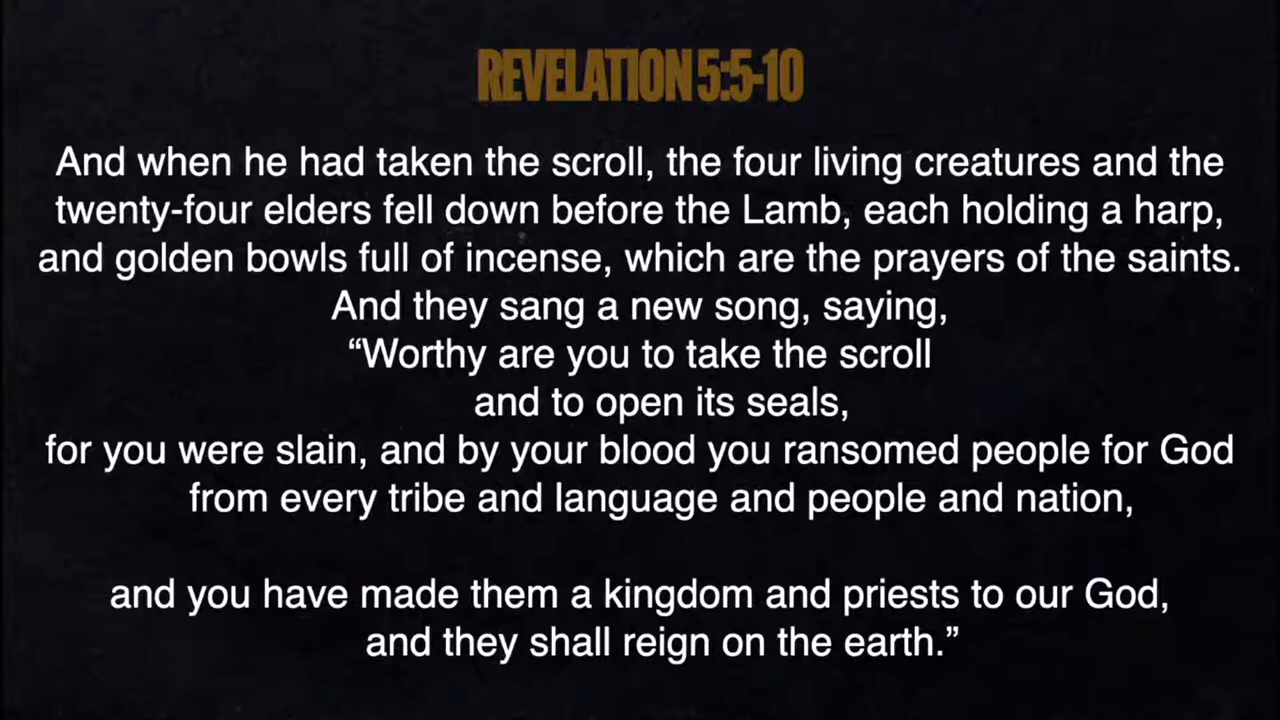 REVELATION 5:5-10
And when he had taken the scroll, the four living creatures and the
twenty-four elders fell down before the Lamb, each holding a harp,
and golden bowls full of incense, which are the prayers of the saints.
And they sang a new song, saying,
“Worthy are you to take the scroll
and to open its seals,
for you were slain, and by your blood you ransomed people for God
from every tribe and language and people and nation,
and you have made them a kingdom and priests to our God,
and they shall reign on the earth.”